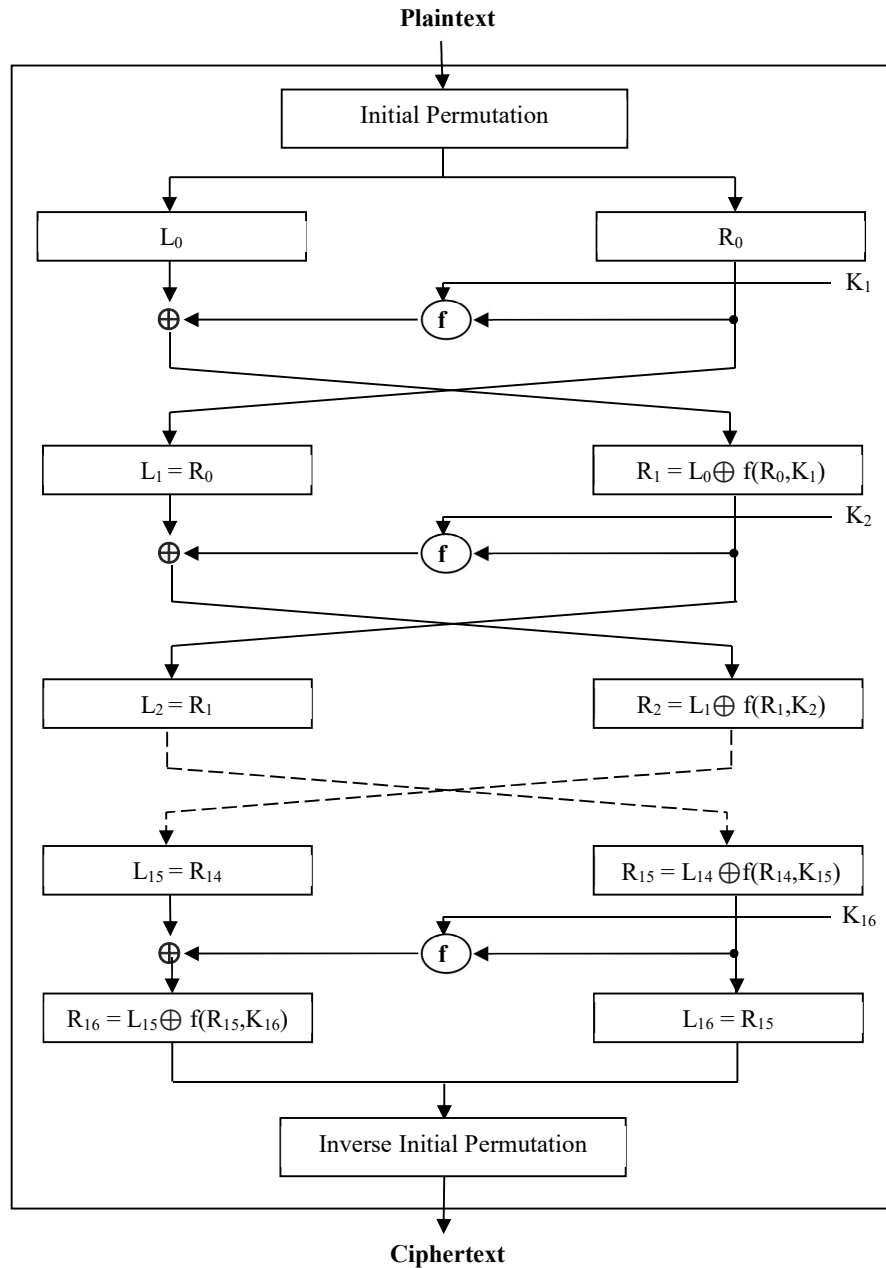 Plaintext
Initial Permutation
L₀
R₀
K₁
⊕
f
L₁ = R₀
R₁ = L₀⊕ f(R₀,K₁)
K₂
⊕
f
L₂ = R₁
R₂ = L₁⊕ f(R₁,K₂)
L₁₅ = R₁₄
R₁₅ = L₁₄ ⊕f(R₁₄,K₁₅)
K₁₆
⊕
f
R₁₆ = L₁₅⊕ f(R₁₅,K₁₆)
L₁₆ = R₁₅
Inverse Initial Permutation
Ciphertext